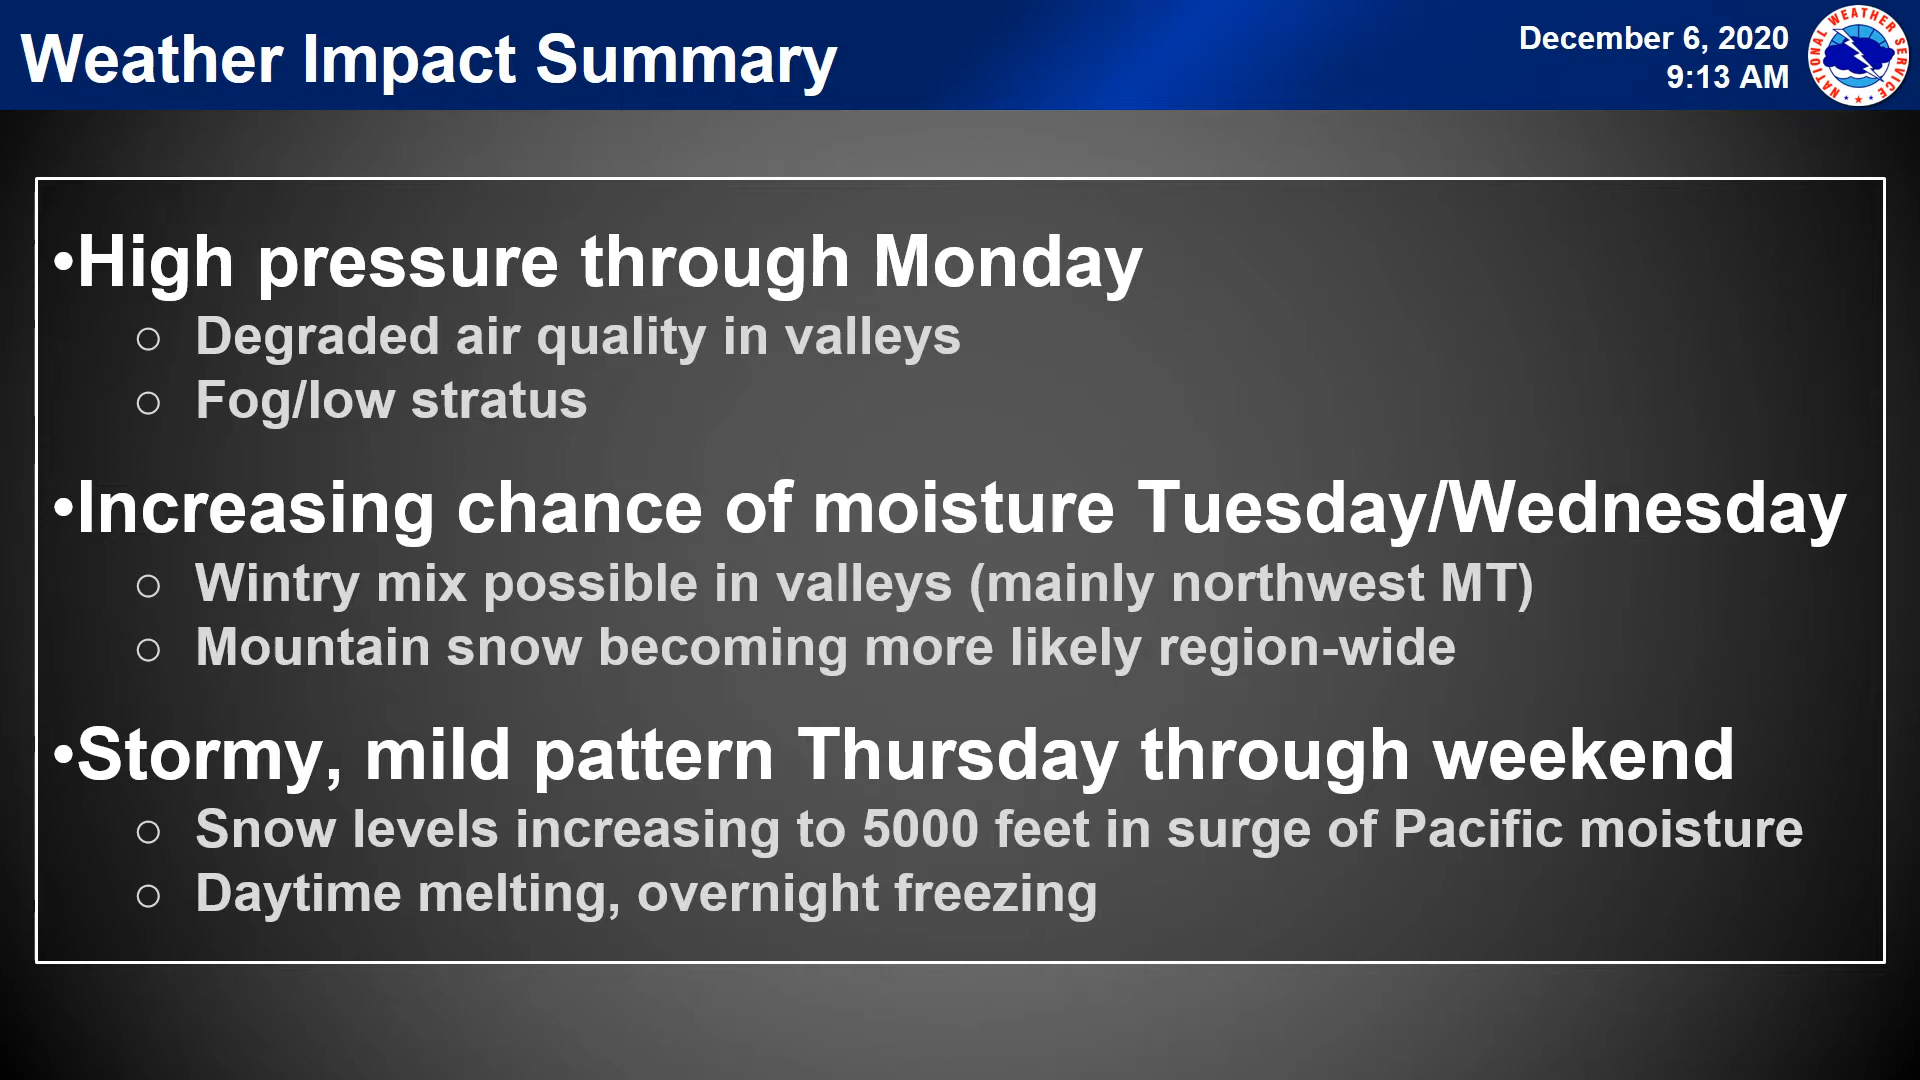 Weather Impact Summary
December 6, 2020
9:13 AM
NATIONAL WEATHER SERVICE
•High pressure through Monday
○ Degraded air quality in valleys
○ Fog/low stratus
•Increasing chance of moisture Tuesday/Wednesday
○ Wintry mix possible in valleys (mainly northwest MT)
○ Mountain snow becoming more likely region-wide
•Stormy, mild pattern Thursday through weekend
○ Snow levels increasing to 5000 feet in surge of Pacific moisture
○ Daytime melting, overnight freezing